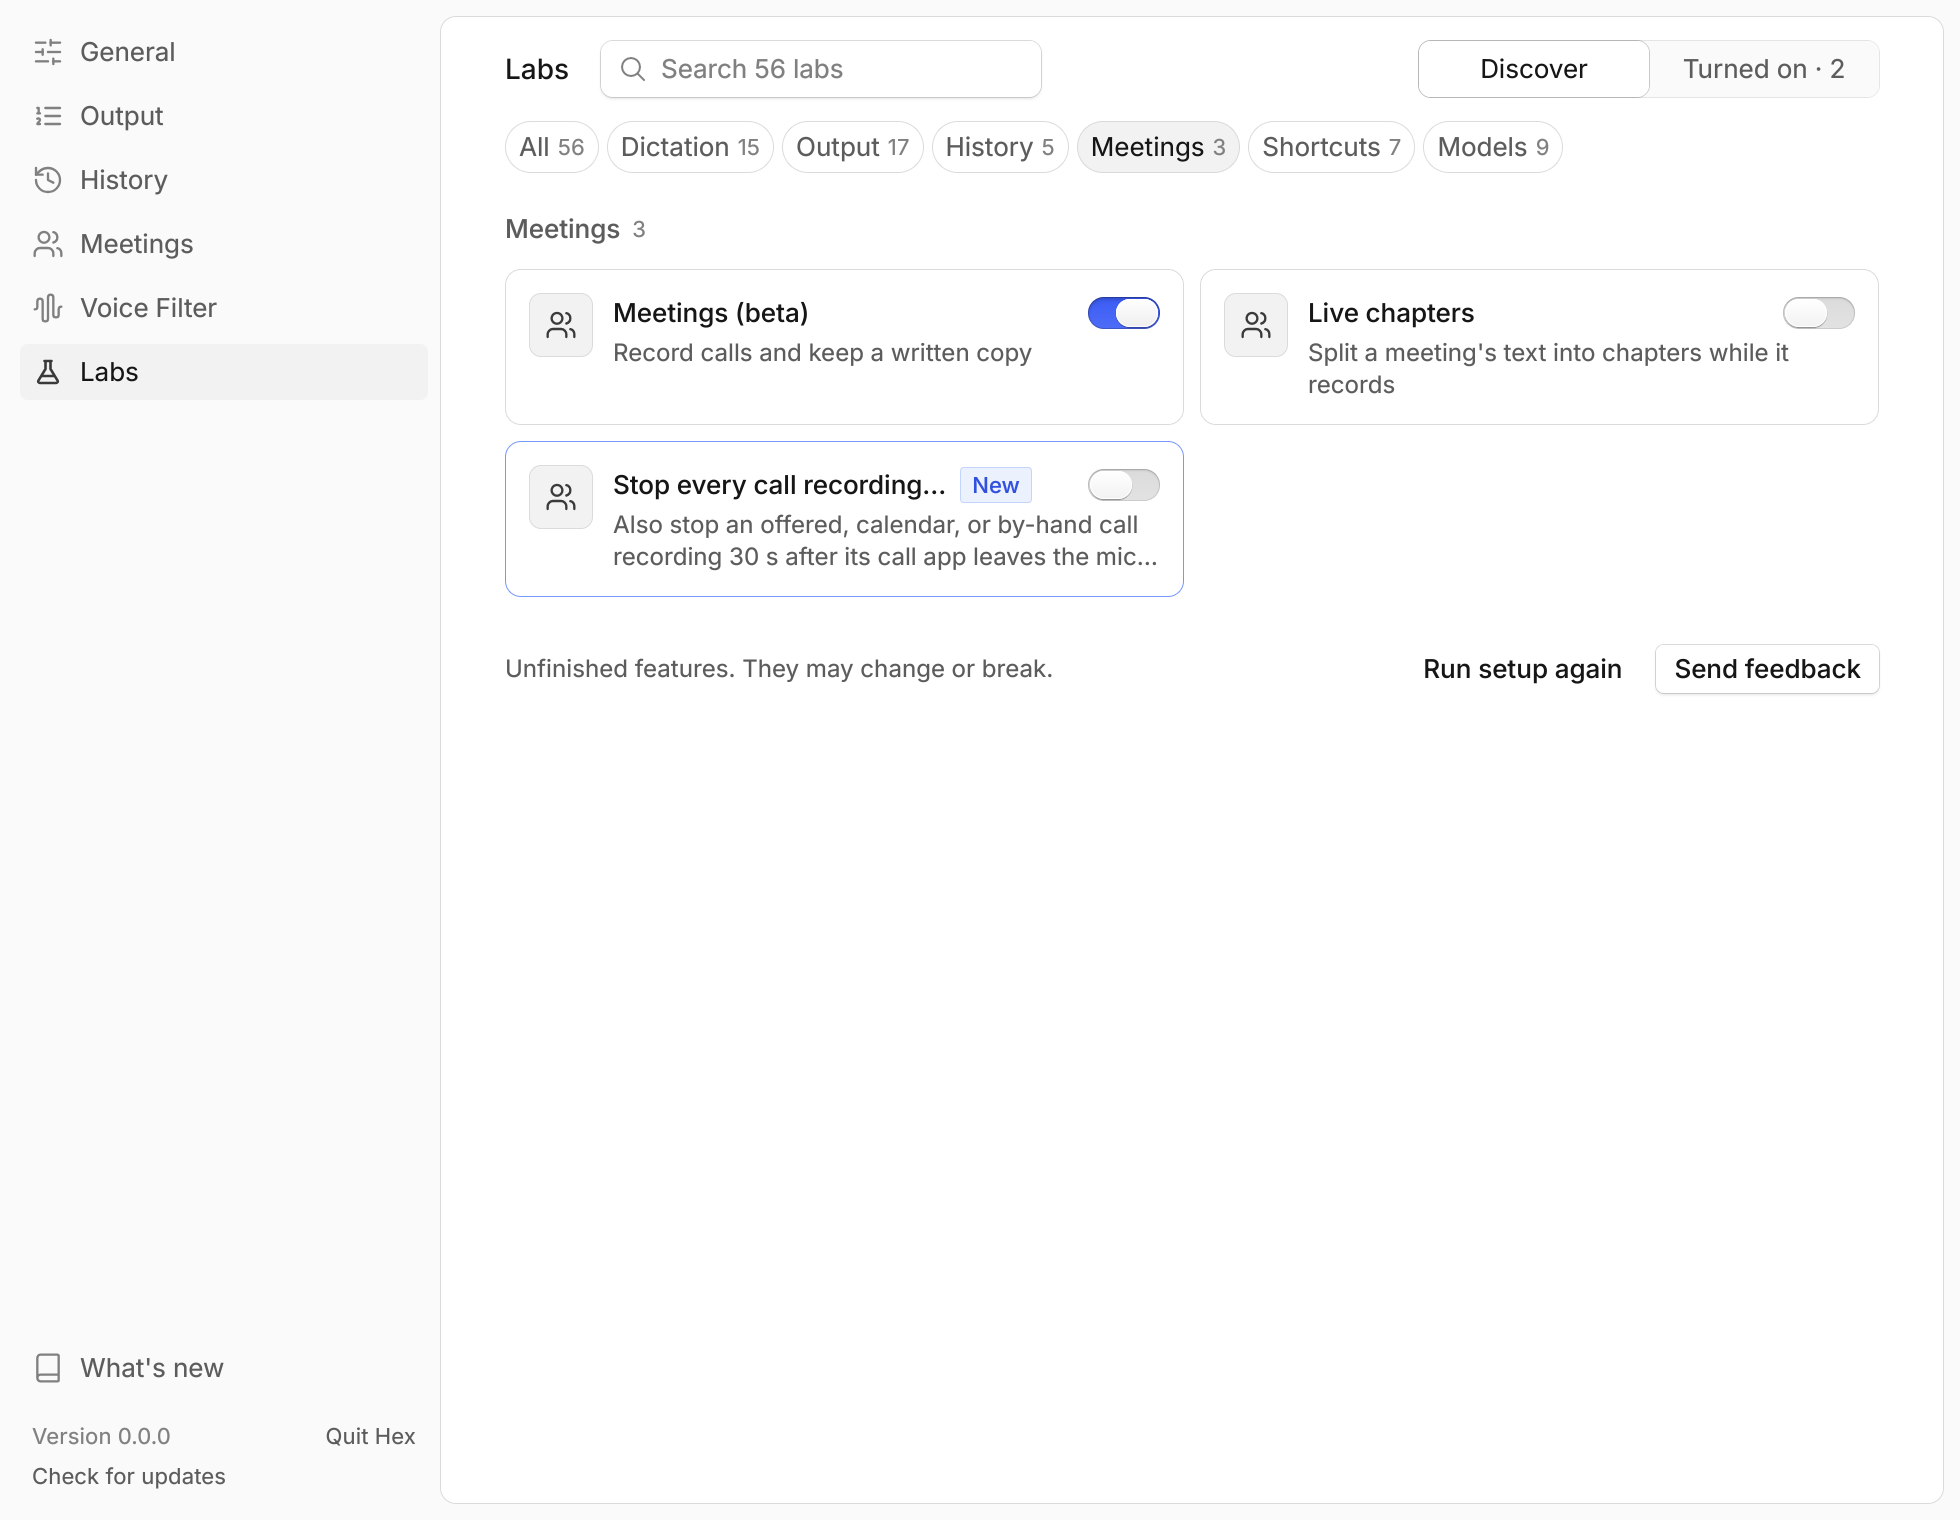 General
Output
History
Meetings
Voice Filter
Labs
What's new
Version 0.0.0
Quit Hex
Check for updates
Labs
Search 56 labs
Discover
Turned on · 2
All 56
Dictation 15
Output 17
History 5
Meetings 3
Shortcuts 7
Models 9
Meetings 3
Meetings (beta)
Record calls and keep a written copy
Live chapters
Split a meeting's text into chapters while it
records
Stop every call recording... New
Also stop an offered, calendar, or by-hand call
recording 30 s after its call app leaves the mic...
Unfinished features. They may change or break.
Run setup again
Send feedback